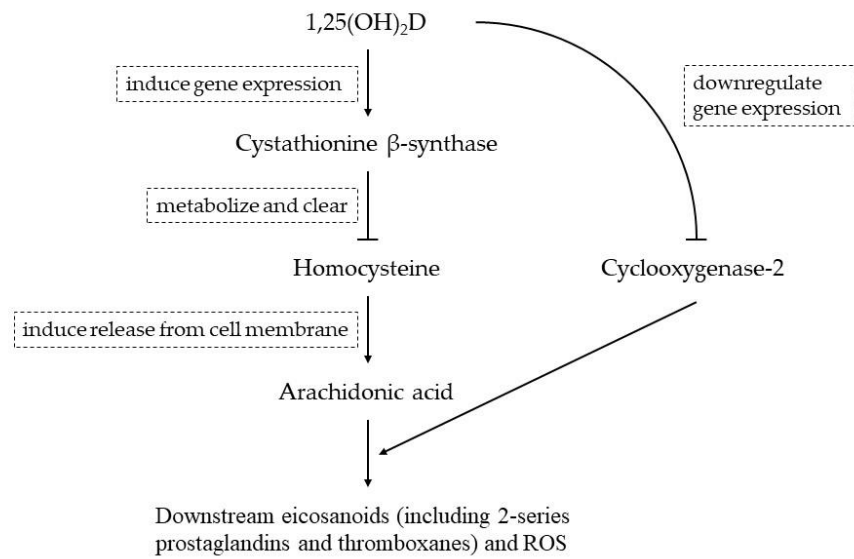 1,25(OH)₂D
induce gene expression
downregulate
gene expression
Cystathionine β-synthase
metabolize and clear
Homocysteine
Cyclooxygenase-2
induce release from cell membrane
Arachidonic acid
Downstream eicosanoids (including 2-series
prostaglandins and thromboxanes) and ROS